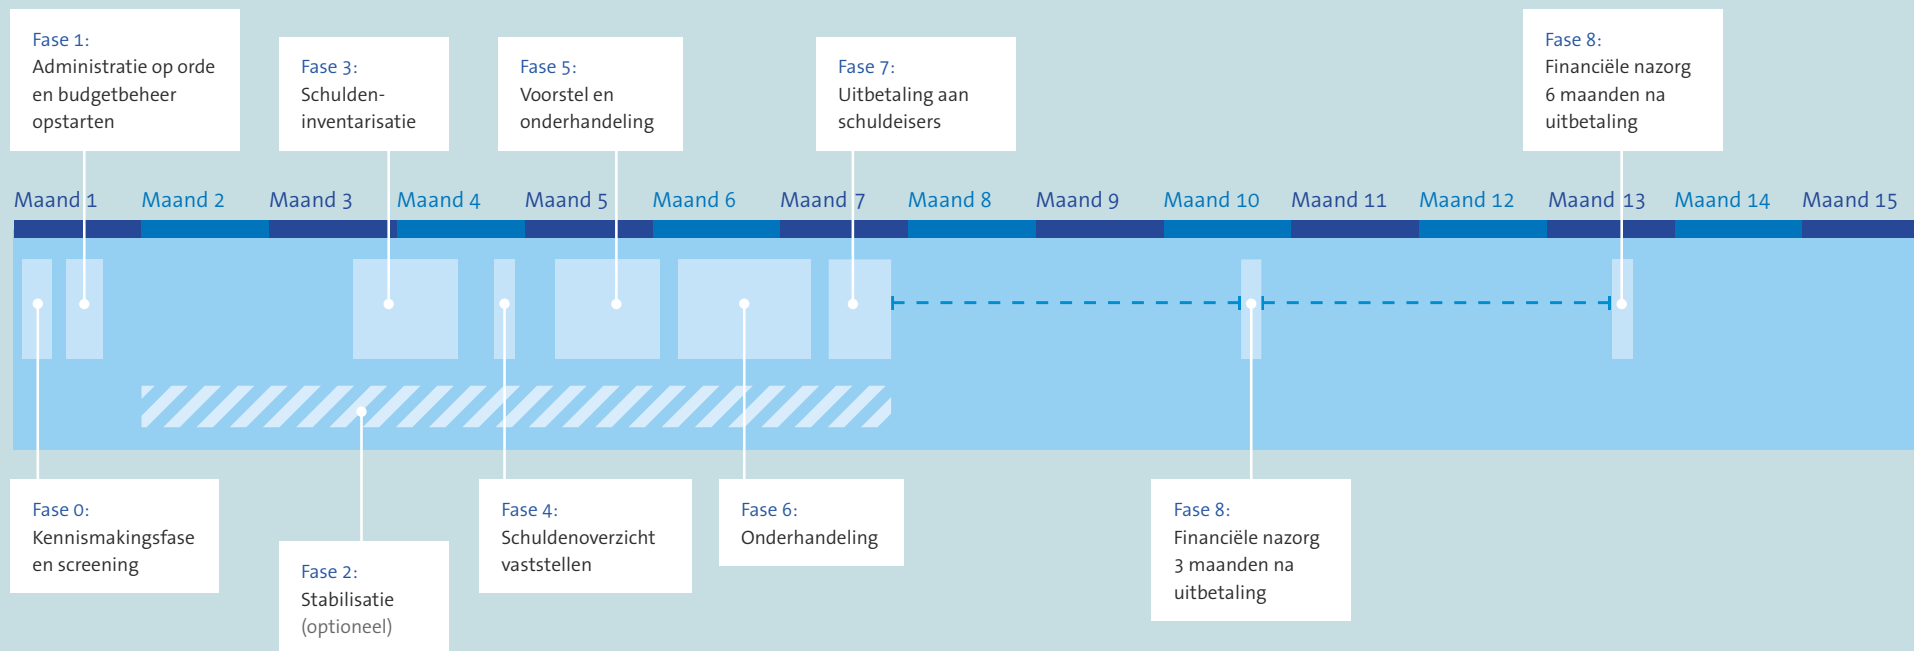 Fase 1:
Administratie op orde
en budgetbeheer
opstarten
Fase 3:
Schulden-
inventarisatie
Fase 5:
Voorstel en
onderhandeling
Fase 7:
Uitbetaling aan
schuldeisers
Fase 8:
Financiële nazorg
6 maanden na
uitbetaling
Maand 1
Maand 2
Maand 3
Maand 4
Maand 5
Maand 6
Maand 7
Maand 8
Maand 9
Maand 10
Maand 11
Maand 12
Maand 13
Maand 14
Maand 15
Fase 0:
Kennismakingsfase
en screening
Fase 2:
Stabilisatie
(optioneel)
Fase 4:
Schuldenoverzicht
vaststellen
Fase 6:
Onderhandeling
Fase 8:
Financiële nazorg
3 maanden na
uitbetaling